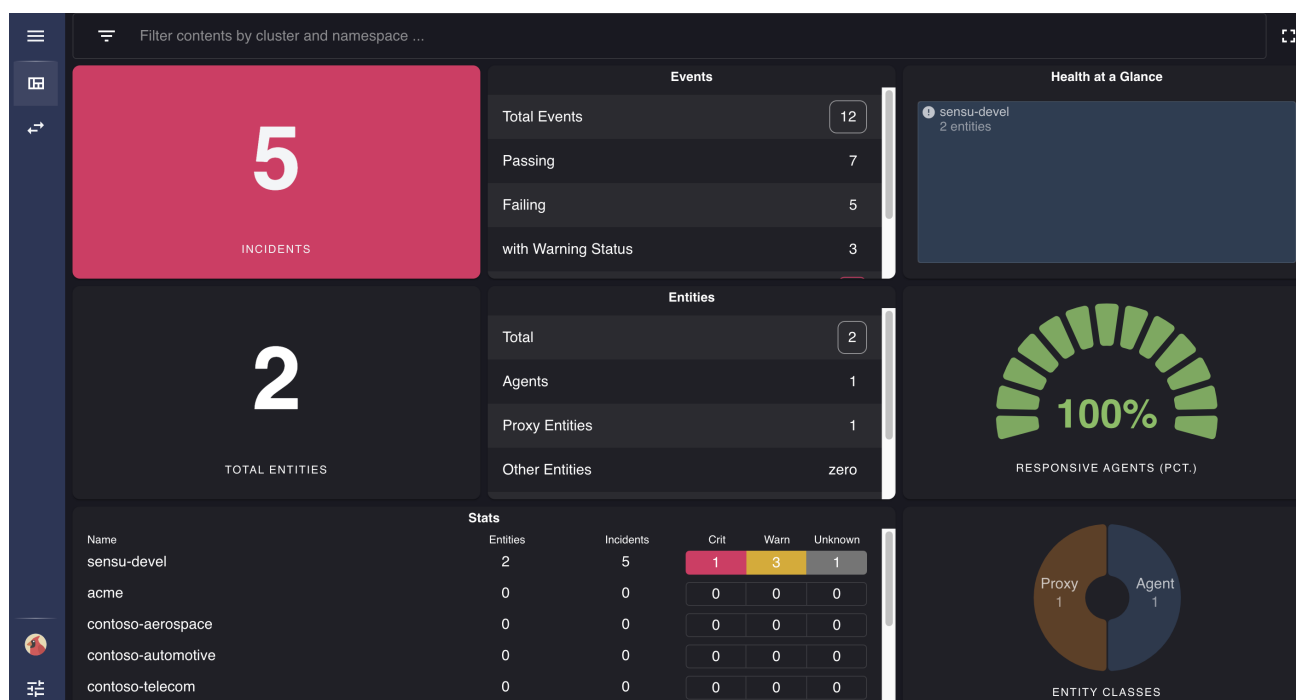 Filter contents by cluster and namespace ...
5
INCIDENTS
Events
Total Events 12
Passing 7
Failing 5
with Warning Status 3
Health at a Glance
sensu-devel
2 entities
2
TOTAL ENTITIES
Entities
Total 2
Agents 1
Proxy Entities 1
Other Entities zero
100%
RESPONSIVE AGENTS (PCT.)
Stats
Name Entities Incidents Crit Warn Unknown
sensu-devel 2 5 1 3 1
acme 0 0 0 0 0
contoso-aerospace 0 0 0 0 0
contoso-automotive 0 0 0 0 0
contoso-telecom 0 0 0 0 0
Proxy Agent
1 1
ENTITY CLASSES